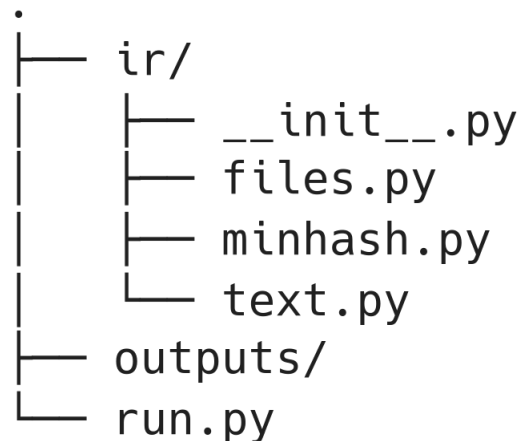 .
├── ir/
│   ├── __init__.py
│   ├── files.py
│   ├── minhash.py
│   └── text.py
├── outputs/
└── run.py